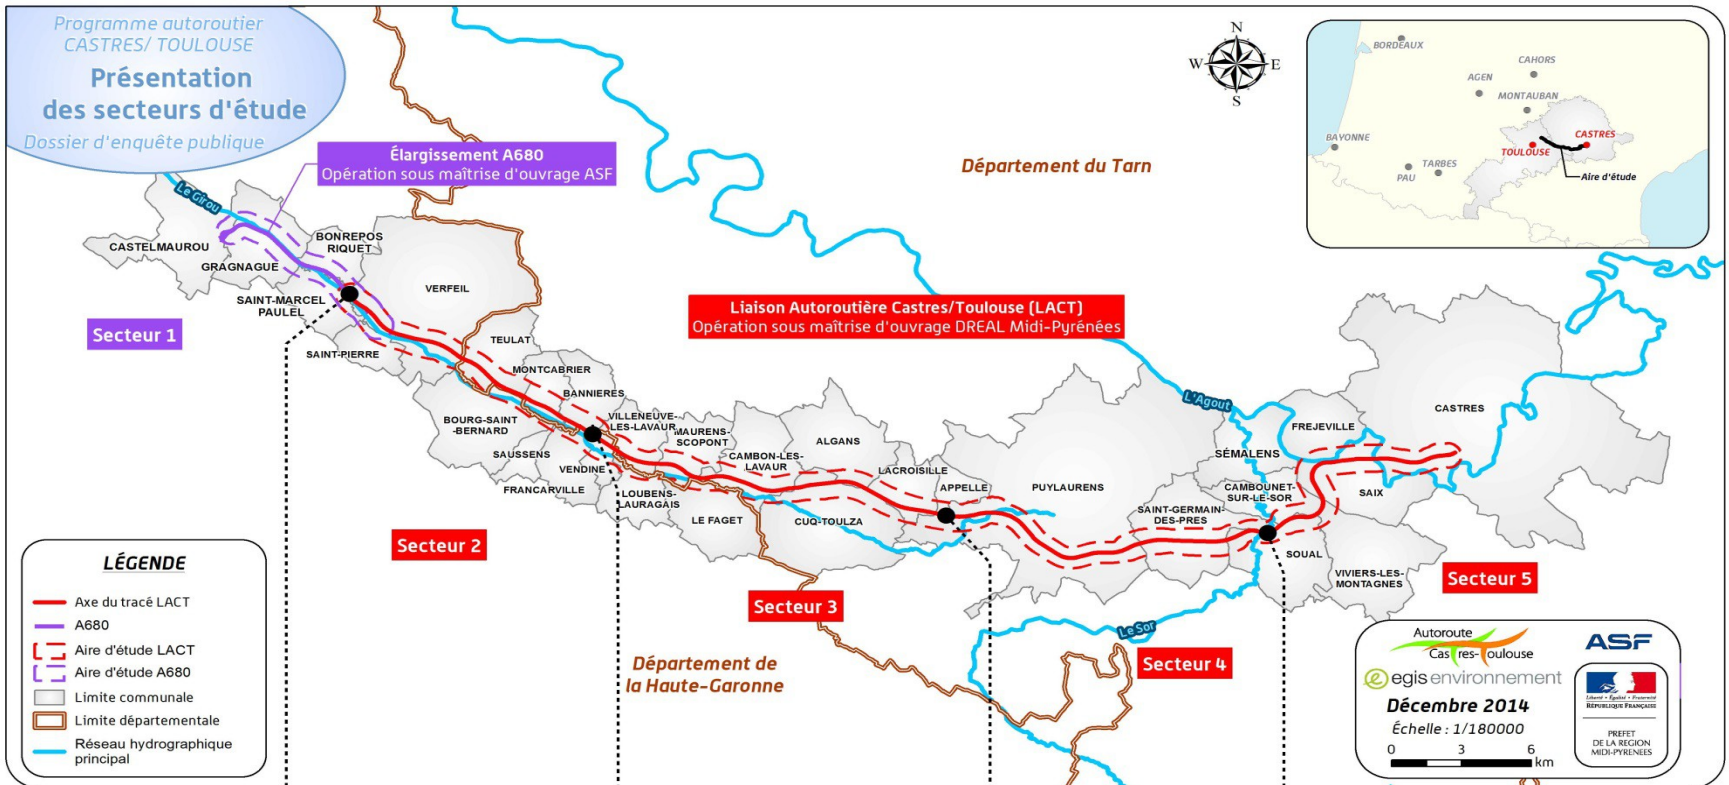 Programme autoroutier
CASTRES/ TOULOUSE
Présentation
des secteurs d'étude
Dossier d'enquête publique
Élargissement A680
Opération sous maîtrise d'ouvrage ASF
Département du Tarn
N
W
E
S
BORDEAUX
CAHORS
AGEN
MONTAUBAN
BAYONNE
TOULOUSE
CASTRES
TARBES
PAU
Aire d'étude
Le Girou
CASTELMAUROU
GRAGNAGUE
BONREPOS
RIQUET
SAINT-MARCEL
PAULEL
VERFEIL
Secteur 1
SAINT-PIERRE
Liaison Autoroutière Castres/Toulouse (LACT)
Opération sous maîtrise d'ouvrage DREAL Midi-Pyrénées
TEULAT
MONTCABRIER
BANNIERES
BOURG-SAINT
-BERNARD
VILLENEUVE-
LES-LAVAUR
MAURENS-
SCOPONT
SAUSSENS
VENDINE
FRANCARVILLE
CAMBON-LES-
LAVAUR
ALGANS
LOUBENS-
LAURAGAIS
LE FAGET
CUQ-TOULZA
LACROISILLE
APPELLE
PUYLAURENS
L'Agout
FREJEVILLE
CASTRES
SÉMALENS
CAMBOUNET-
SUR-LE-SOR
SAIX
SAINT-GERMAIN
DES-PRES
SOUAL
VIVIERS-LES-
MONTAGNES
Secteur 2
Secteur 3
Secteur 4
Secteur 5
Le Sor
Département de
la Haute-Garonne
LÉGENDE
Axe du tracé LACT
A680
Aire d'étude LACT
Aire d'étude A680
Limite communale
Limite départementale
Réseau hydrographique
principal
Autoroute
Castres-Toulouse
ASF
egis environnement
Décembre 2014
Échelle : 1/180000
0 3 6
km
Liberté • Égalité • Fraternité
RÉPUBLIQUE FRANÇAISE
PREFET
DE LA REGION
MIDI-PYRENEES